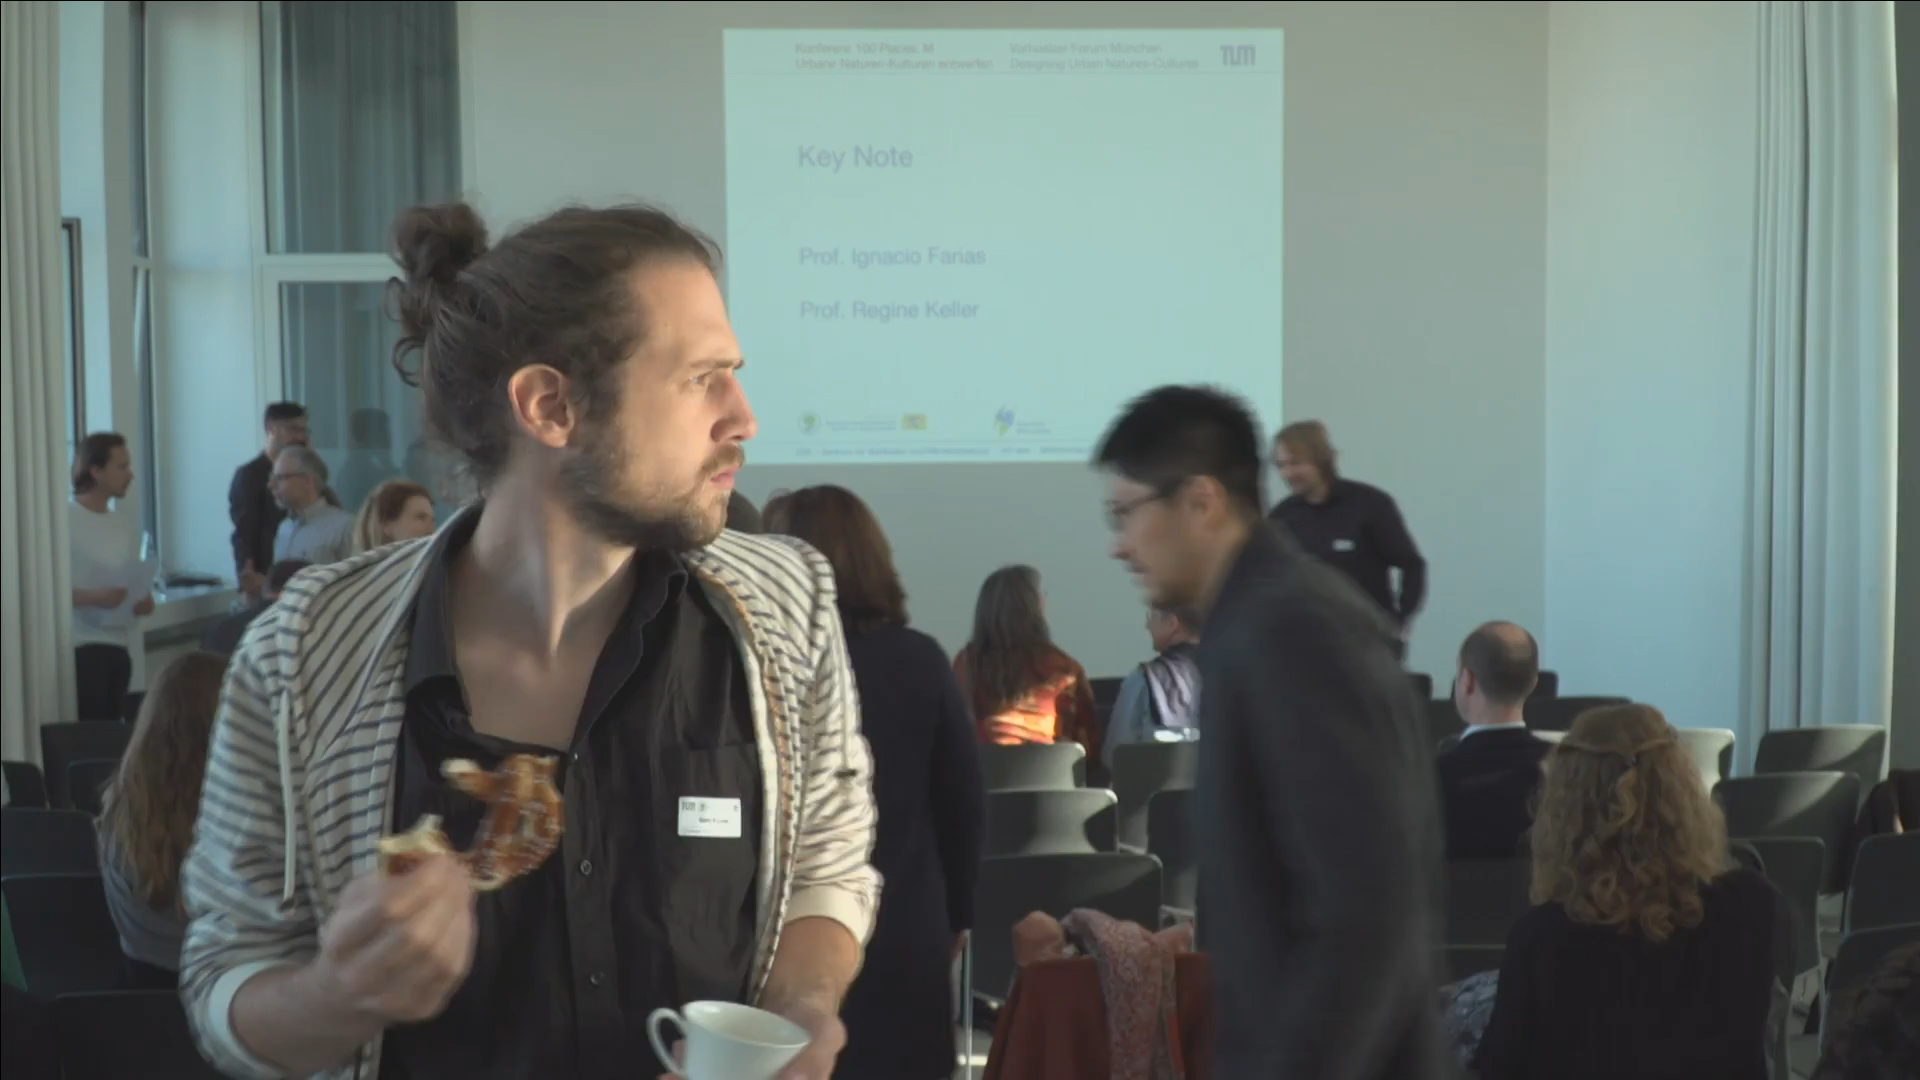 Konferenz 100 Places: M
Urbane Naturen-Kulturen entwerfen
Vorhoelzer Forum München
Designing Urban Natures-Cultures
TUM
Key Note
Prof. Ignacio Farias
Prof. Regine Keller
TUM